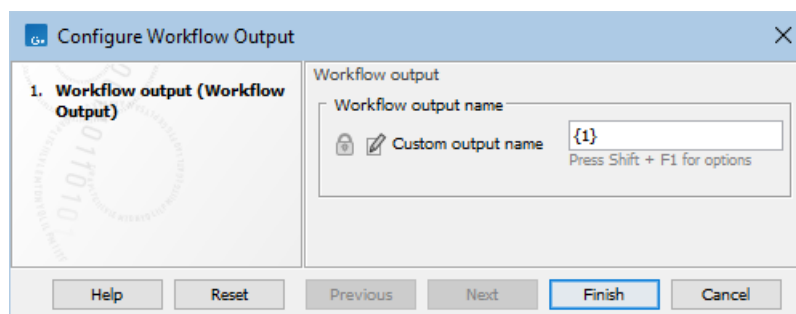 G.
Configure Workflow Output
1. Workflow output (Workflow
Output)
Workflow output
Workflow output name
Custom output name
{1}
Press Shift + F1 for options
Help
Reset
Previous
Next
Finish
Cancel